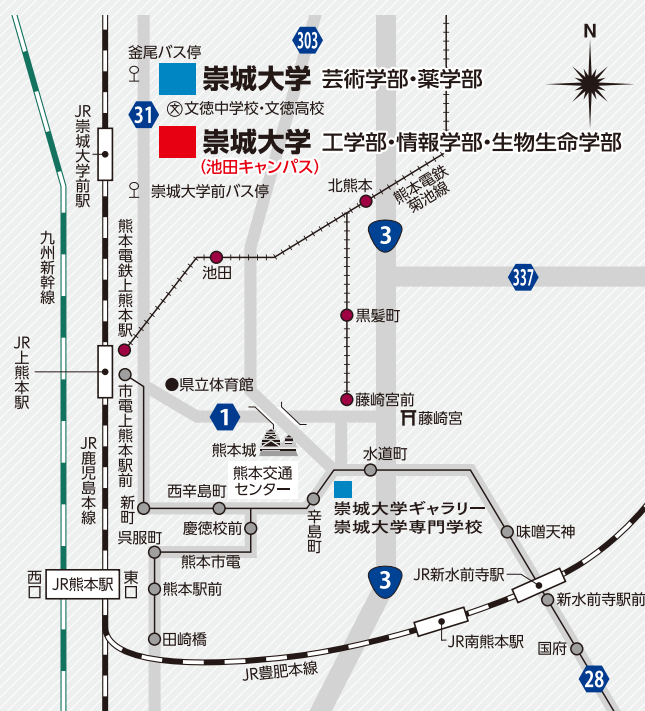 N
303
釜尾バス停
崇城大学 芸術学部・薬学部
31
文 文徳中学校・文徳高校
崇城大学 工学部・情報学部・生物生命学部
(池田キャンパス)
JR崇城大学前駅
崇城大学前バス停
北熊本
熊本電鉄
菊池線
3
九州新幹線
熊本電鉄上熊本駅
池田
337
黒髪町
JR上熊本駅
県立体育館
藤崎宮前
藤崎宮
1
市電上熊本駅前
熊本城
JR鹿児島本線
熊本交通
センター
水道町
西辛島町
新町
辛島町
崇城大学ギャラリー
崇城大学専門学校
慶徳校前
呉服町
味噌天神
熊本市電
JR新水前寺駅
西口
JR熊本駅
東口
熊本駅前
3
新水前寺駅前
田崎橋
JR南熊本駅
国府
JR豊肥本線
28